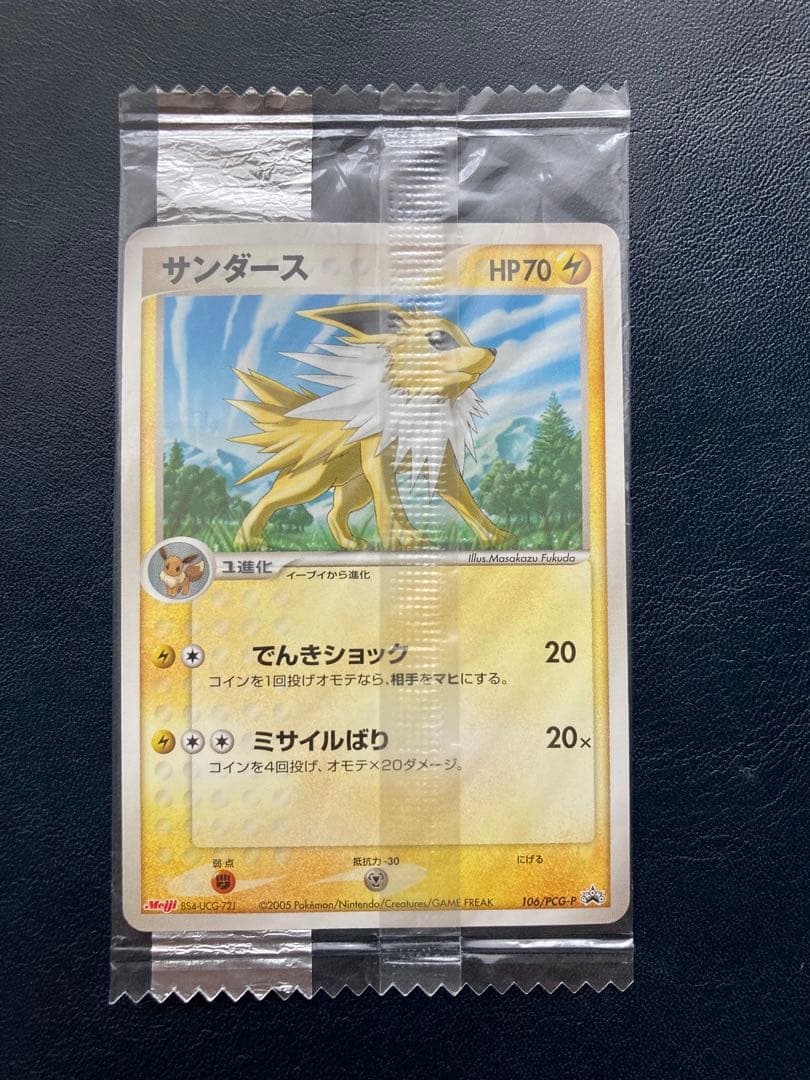 サンダース HP70
Illus.Masakazu Fukuda
1進化 イーブイから進化
でんきショック 20
コインを1回投げオモテなら、相手をマヒにする。
ミサイルばり 20×
コインを4回投げ、オモテ×20ダメージ。
弱点 抵抗力 -30 にげる
Meiji BS4-UCG-72J ©2005 Pokémon/Nintendo/Creatures/GAME FREAK 106/PCG-P